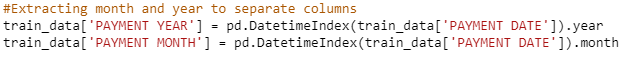 #Extracting month and year to separate columns
train_data['PAYMENT YEAR'] = pd.DatetimeIndex(train_data['PAYMENT DATE']).year
train_data['PAYMENT MONTH'] = pd.DatetimeIndex(train_data['PAYMENT DATE']).month